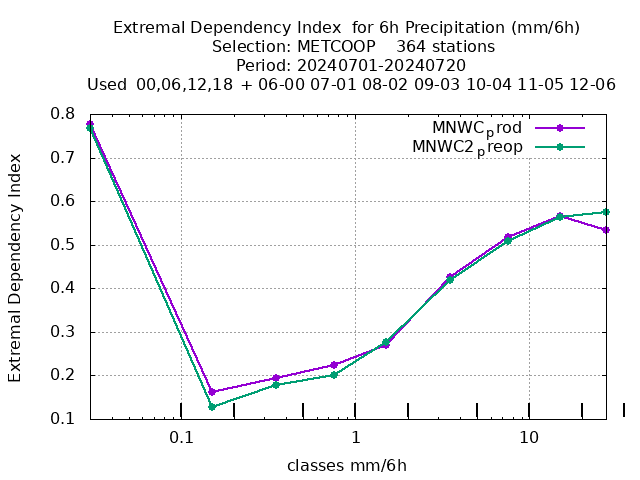 Extremal Dependency Index  for 6h Precipitation (mm/6h)
Selection: METCOOP    364 stations
Period: 20240701-20240720
Used  00,06,12,18 + 06-00 07-01 08-02 09-03 10-04 11-05 12-06
MNWCprod
MNWC2preop
0.8
0.7
0.6
0.5
0.4
0.3
0.2
0.1
Extremal Dependency Index
0.1
1
10
classes mm/6h